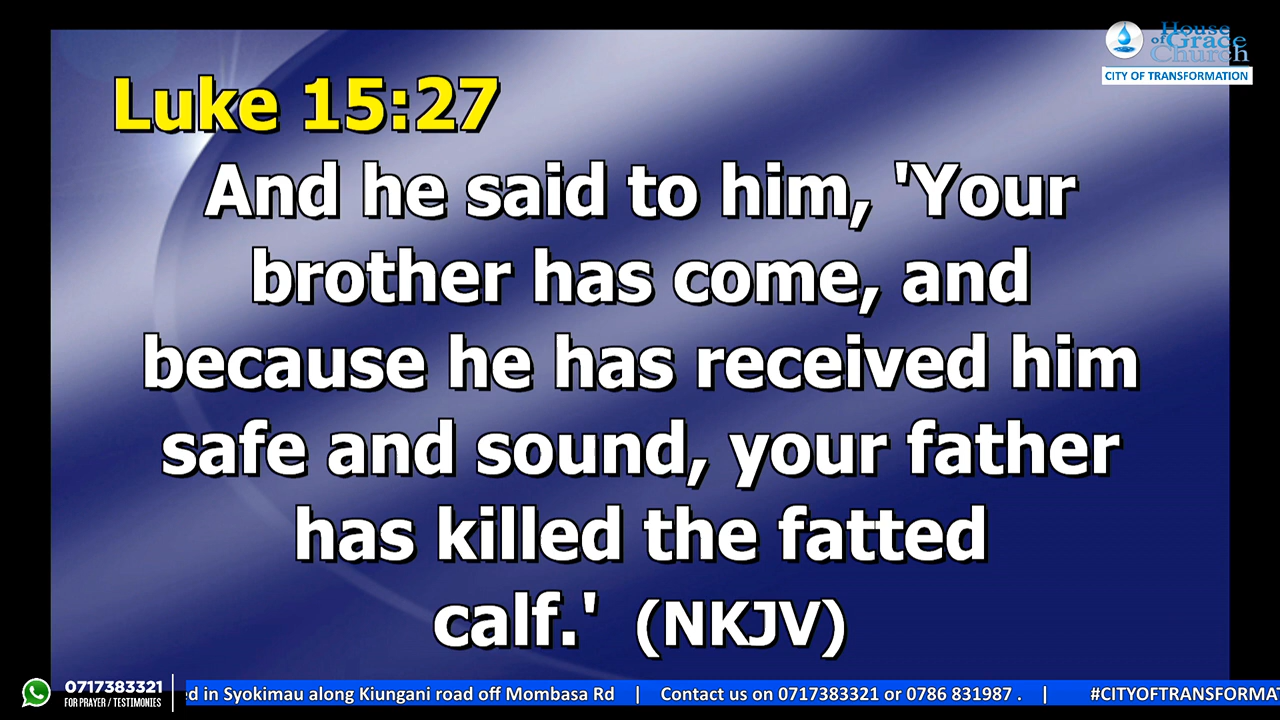 House
of Grace
Church
CITY OF TRANSFORMATION
Luke 15:27
And he said to him, 'Your
brother has come, and
because he has received him
safe and sound, your father
has killed the fatted
calf.' (NKJV)
0717383321
FOR PRAYER / TESTIMONIES
d in Syokimau along Kiungani road off Mombasa Rd | Contact us on 0717383321 or 0786 831987 . | #CITYOFTRANSFORMAT